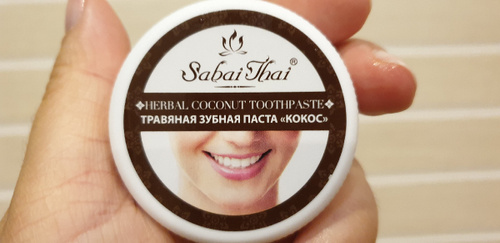 Sabai Thai®
HERBAL COCONUT TOOTHPASTE
ТРАВЯНАЯ ЗУБНАЯ ПАСТА «КОКОС»